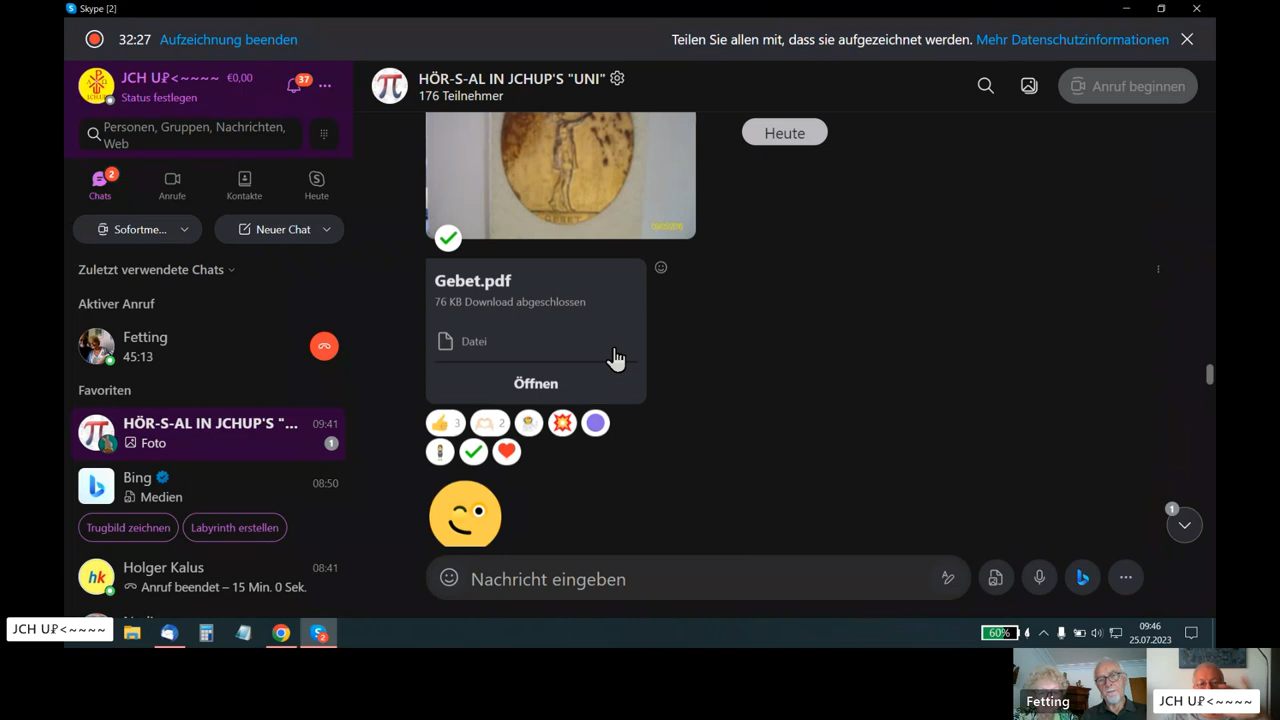 Skype [2]
32:27 Aufzeichnung beenden
Teilen Sie allen mit, dass sie aufgezeichnet werden. Mehr Datenschutzinformationen
JCH U₽<~~~~ €0,00
Status festlegen
37
Personen, Gruppen, Nachrichten,
Web
2
Chats
Anrufe
Kontakte
Heute
Sofortme...
Neuer Chat
Zuletzt verwendete Chats
Aktiver Anruf
Fetting
45:13
Favoriten
HÖR-S-AL IN JCHUP'S "... 09:41
Foto 1
Bing 08:50
Medien
Trugbild zeichnen
Labyrinth erstellen
hk
Holger Kalus 08:41
Anruf beendet – 15 Min. 0 Sek.
HÖR-S-AL IN JCHUP'S "UNI"
176 Teilnehmer
Anruf beginnen
Heute
GEBET
Gebet.pdf
76 KB Download abgeschlossen
Datei
Öffnen
3
2
1
Nachricht eingeben
JCH U₽<~~~~
2
60%
09:46
25.07.2023
Fetting
JCH U₽<~~~~